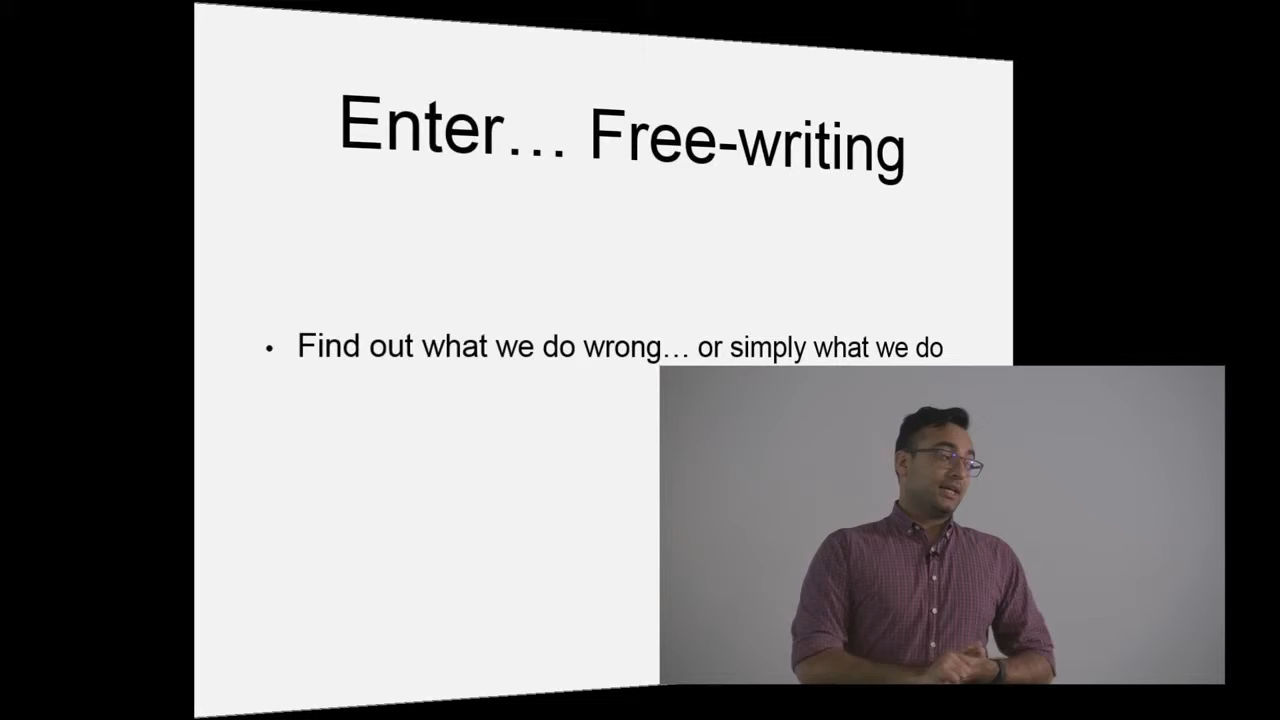 Enter… Free-writing
• Find out what we do wrong… or simply what we do